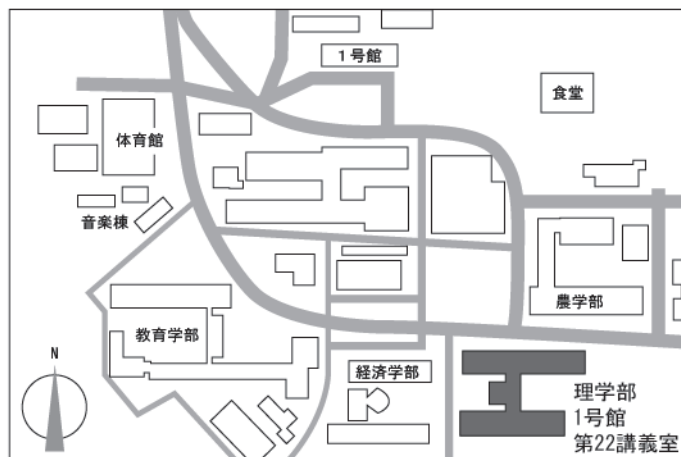 １号館
食堂
体育館
音楽棟
農学部
教育学部
N
経済学部
理学部
1号館
第22講義室